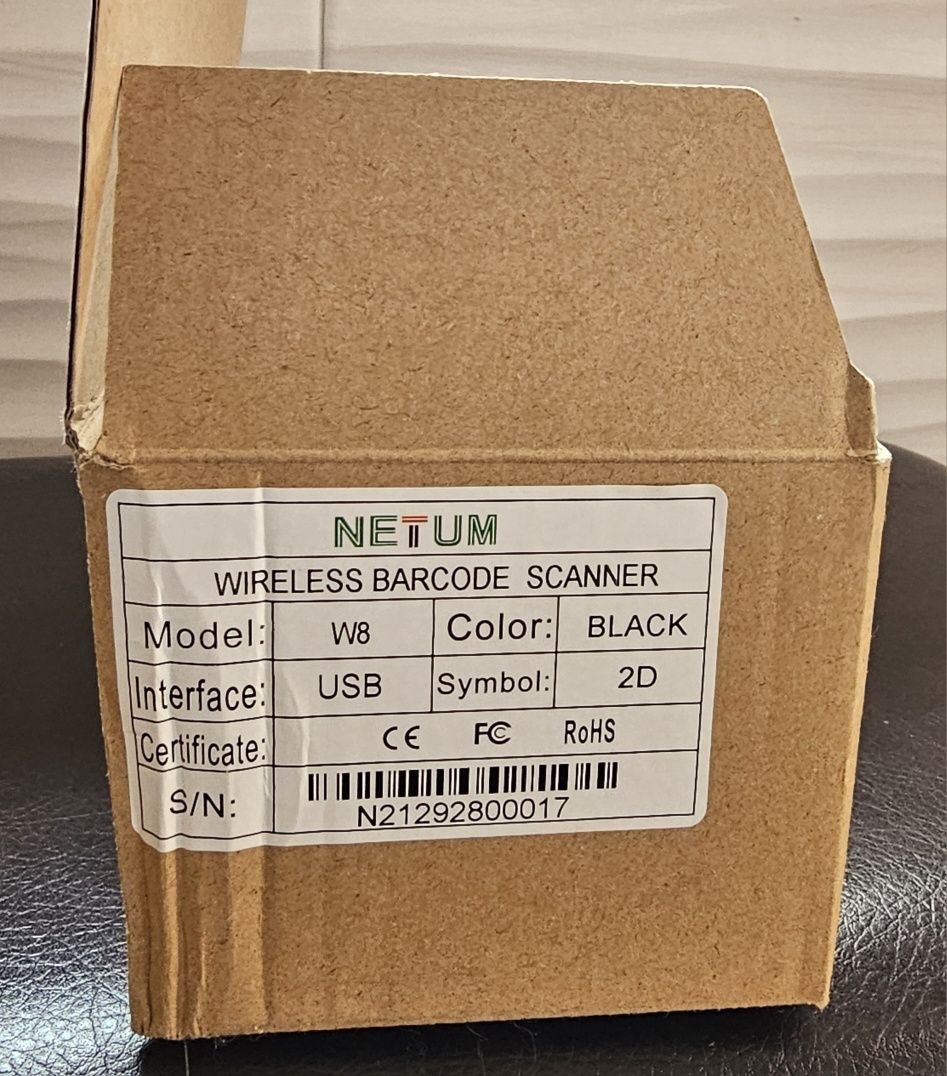 NETUM
WIRELESS BARCODE SCANNER
Model: W8 Color: BLACK
Interface: USB Symbol: 2D
Certificate: CE FC RoHS
S/N: N21292800017